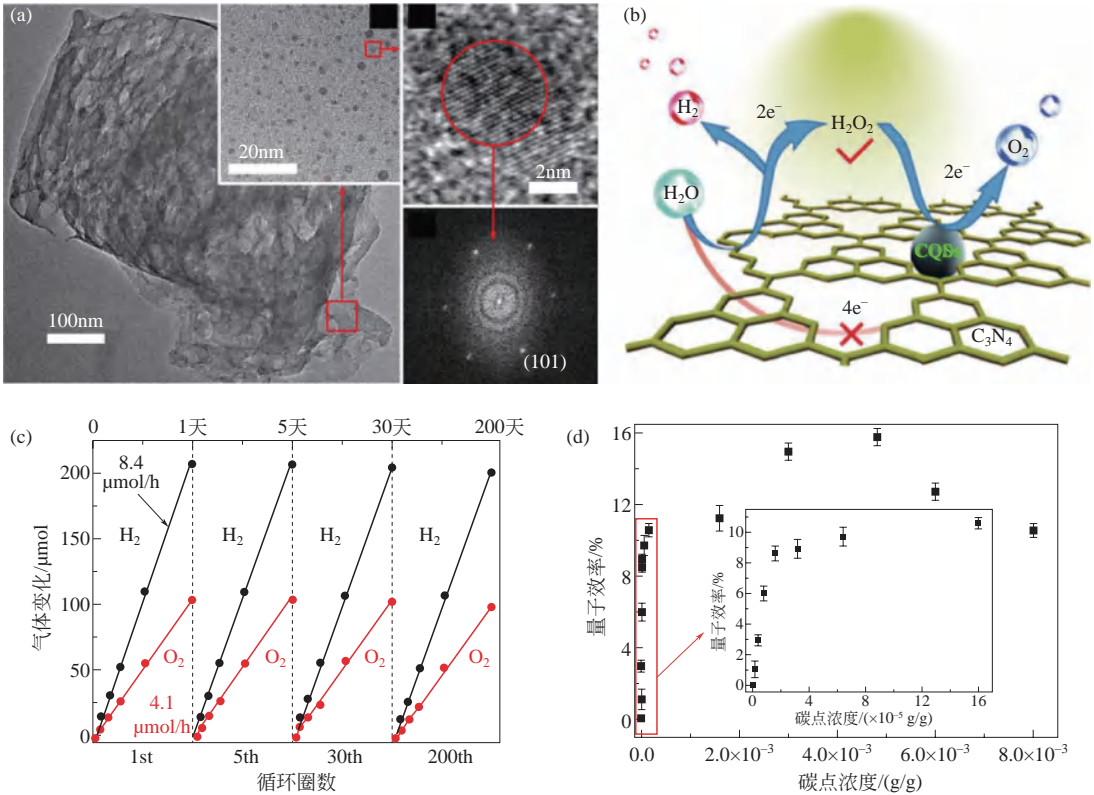 (a)
20nm
2nm
100nm
(101)
(b)
H₂
2e⁻
H₂O₂
O₂
H₂O
2e⁻
CQDs
4e⁻
C₃N₄
(c)
0 1天 5天 30天 200天
气体变化/μmol
200
150
100
50
0
8.4
μmol/h
H₂ H₂ H₂ H₂
O₂ O₂ O₂ O₂
4.1
μmol/h
1st 5th 30th 200th
循环圈数
(d)
量子效率/%
16
12
8
4
0
0.0 2.0×10⁻³ 4.0×10⁻³ 6.0×10⁻³ 8.0×10⁻³
碳点浓度/(g/g)
量子效率/%
10
8
6
4
2
0
0 4 8 12 16
碳点浓度/(×10⁻⁵ g/g)